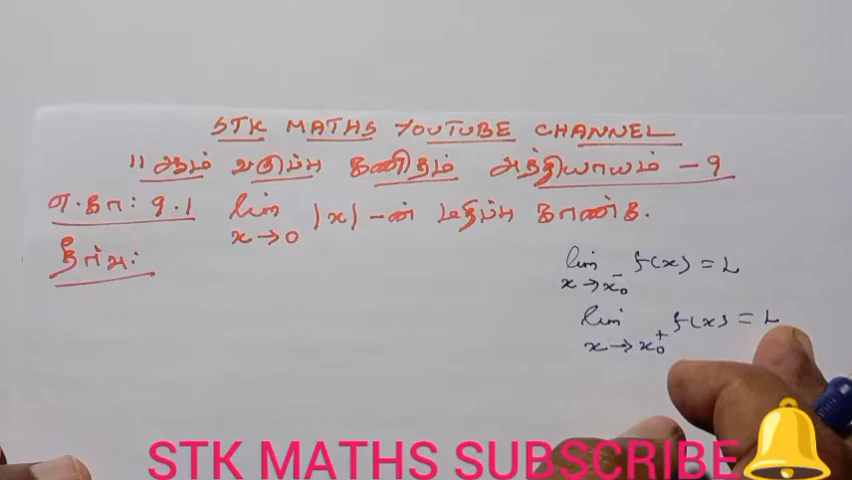 STK MATHS YOUTUBE CHANNEL
11 ஆம் வகுப்பு கணிதம் அத்தியாயம் - 9
எ.கா: 9.1 lim x→0 |x| -ன் மதிப்பு காண்க.
தீர்வு:
lim x→x₀⁻ f(x) = L
lim x→x₀⁺ f(x) = L
STK MATHS SUBSCRIBE